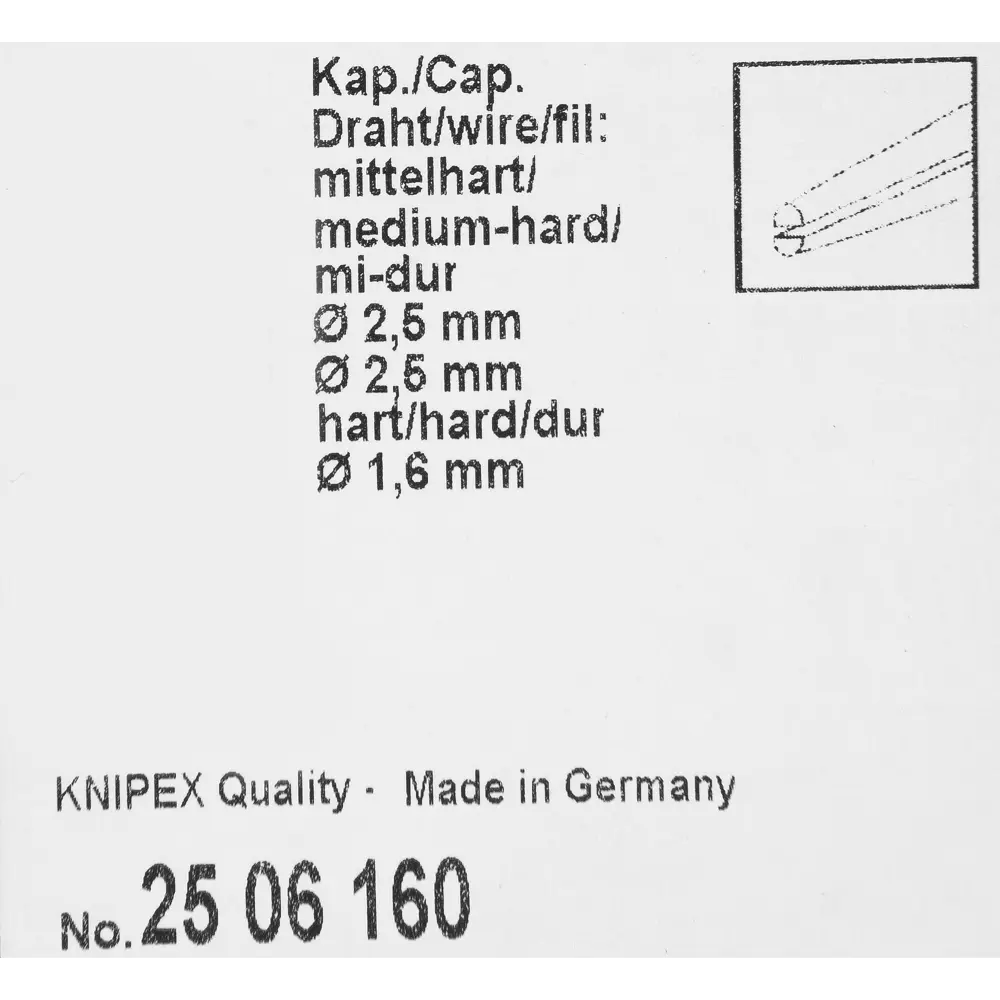 Kap./Cap.
Draht/wire/fil:
mittelhart/
medium-hard/
mi-dur
Ø 2,5 mm
Ø 2,5 mm
hart/hard/dur
Ø 1,6 mm
KNIPEX Quality - Made in Germany
No. 25 06 160